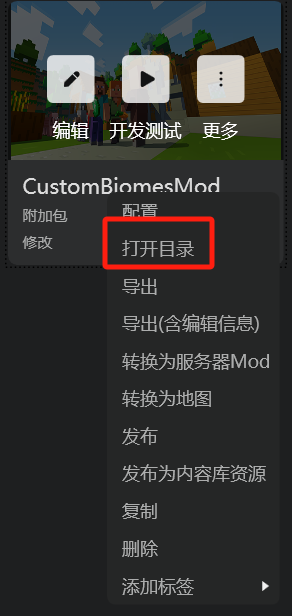 编辑 开发测试 更多
CustomBiomesMod
附加包
修改
配置
打开目录
导出
导出(含编辑信息)
转换为服务器Mod
转换为地图
发布
发布为内容库资源
复制
删除
添加标签